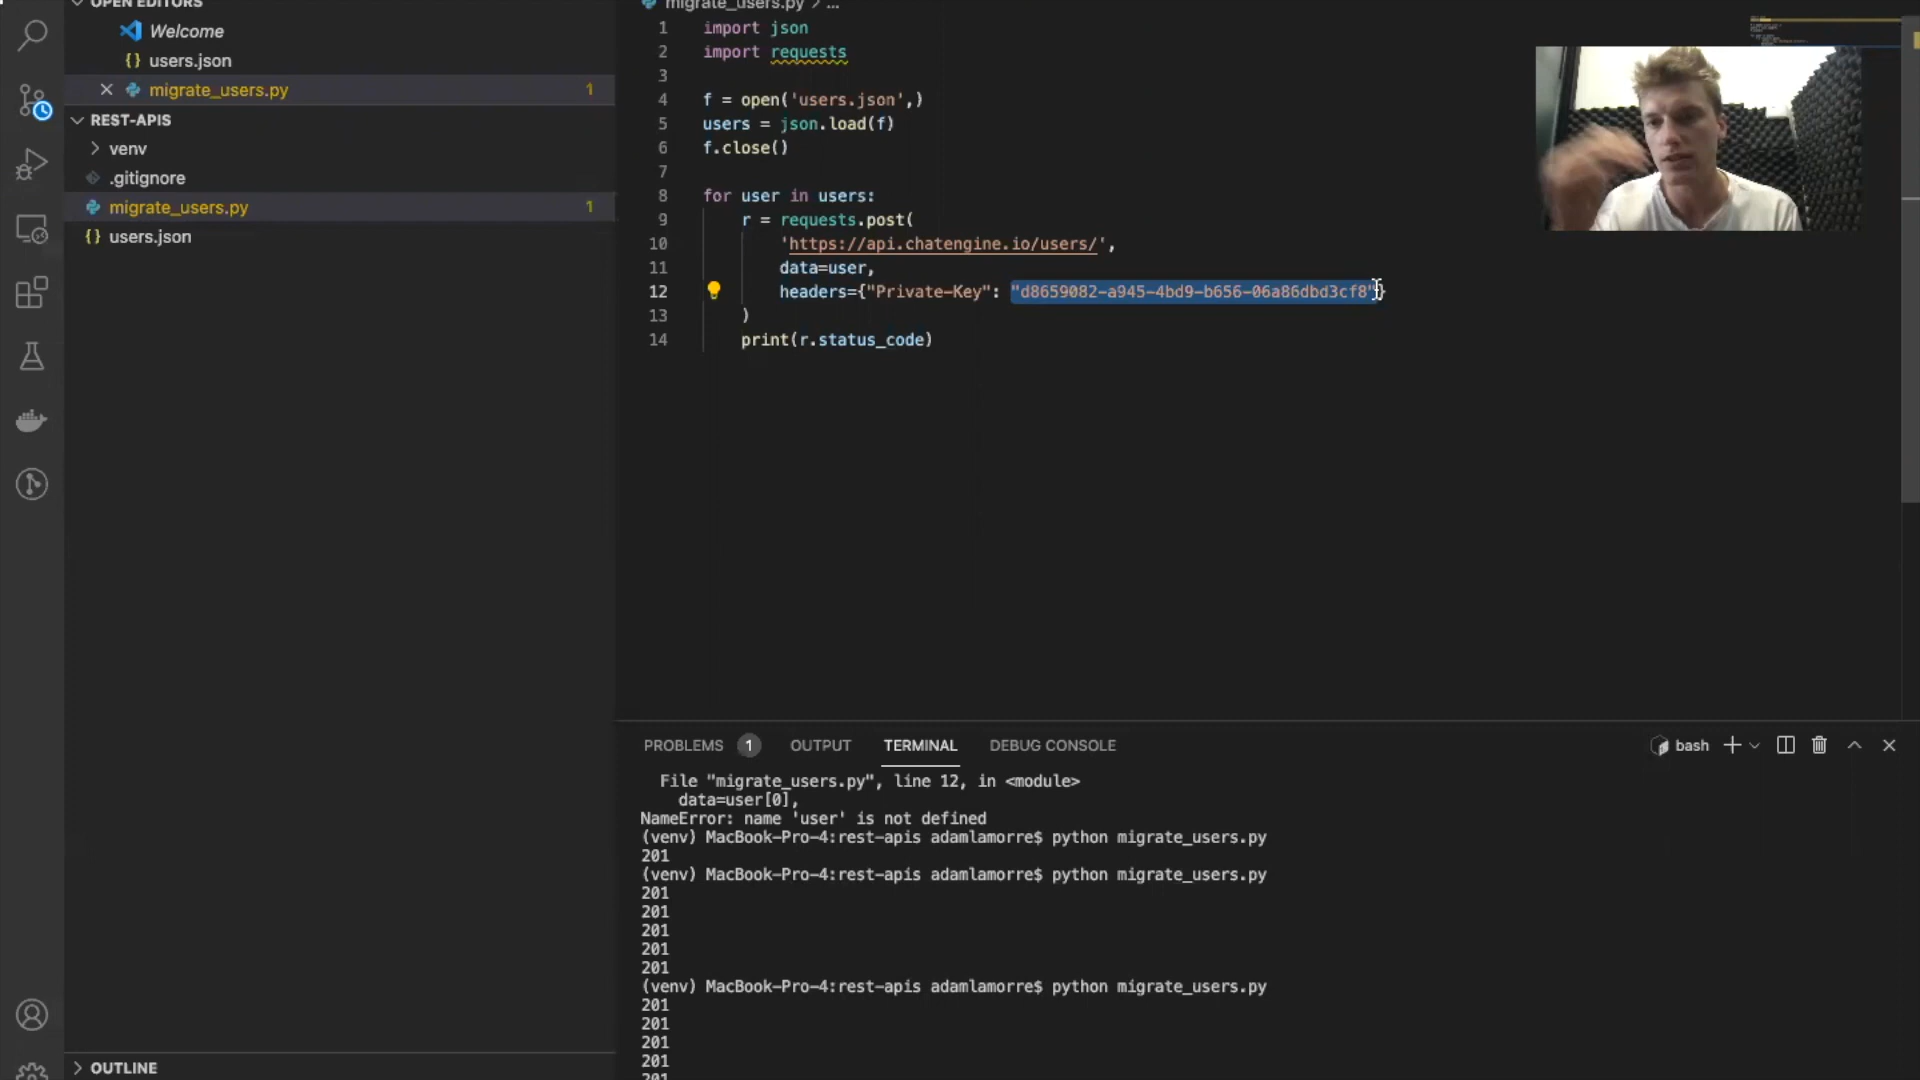 OPEN EDITORS
Welcome
users.json
migrate_users.py 1
REST-APIS
venv
.gitignore
migrate_users.py 1
users.json
OUTLINE
migrate_users.py > ...
1 import json
2 import requests
3
4 f = open('users.json',)
5 users = json.load(f)
6 f.close()
7
8 for user in users:
9 r = requests.post(
10 'https://api.chatengine.io/users/',
11 data=user,
12 headers={"Private-Key": "d8659082-a945-4bd9-b656-06a86dbd3cf8"}
13 )
14 print(r.status_code)
PROBLEMS 1 OUTPUT TERMINAL DEBUG CONSOLE bash
File "migrate_users.py", line 12, in <module>
data=user[0],
NameError: name 'user' is not defined
(venv) MacBook-Pro-4:rest-apis adamlamorre$ python migrate_users.py
201
(venv) MacBook-Pro-4:rest-apis adamlamorre$ python migrate_users.py
201
201
201
201
201
(venv) MacBook-Pro-4:rest-apis adamlamorre$ python migrate_users.py
201
201
201
201
201